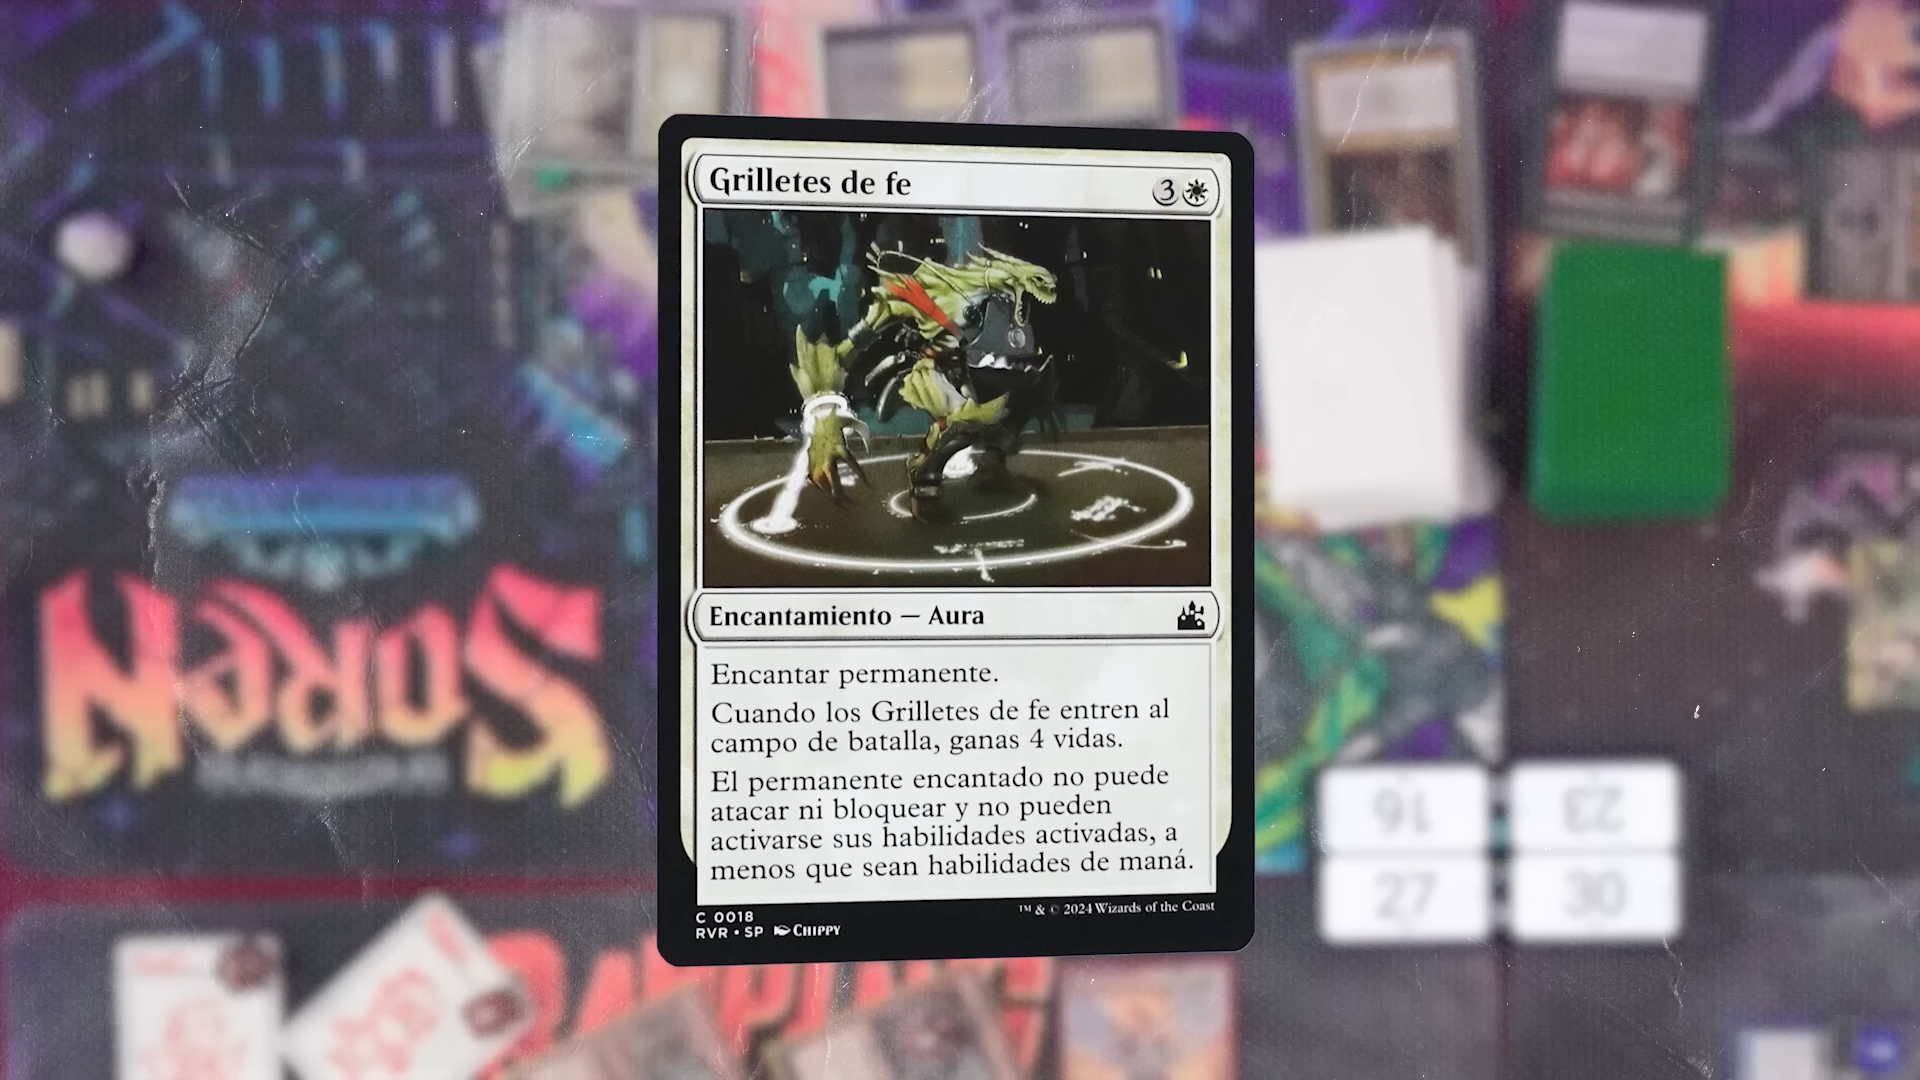 Grilletes de fe
3
Encantamiento — Aura
Encantar permanente.
Cuando los Grilletes de fe entren al
campo de batalla, ganas 4 vidas.
El permanente encantado no puede
atacar ni bloquear y no pueden
activarse sus habilidades activadas, a
menos que sean habilidades de maná.
C 0018
RVR • SP CHIPPY
™ & © 2024 Wizards of the Coast
SOREN
16
23
27
30